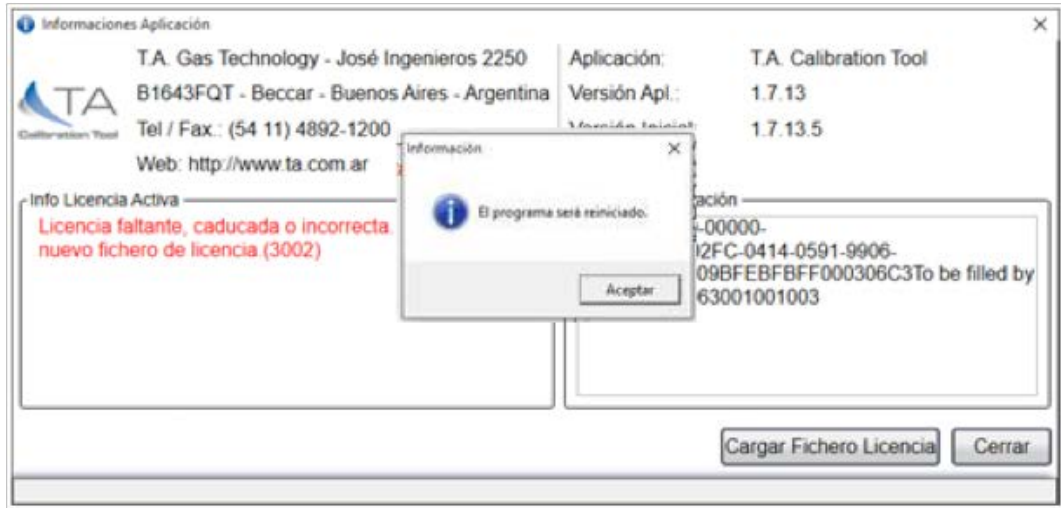 Informaciones Aplicación
T.A. Gas Technology - José Ingenieros 2250
B1643FQT - Beccar - Buenos Aires - Argentina
Tel / Fax.: (54 11) 4892-1200
Web: http://www.ta.com.ar
TA
Calibration Tool
Aplicación: T.A. Calibration Tool
Versión Apl.: 1.7.13
Versión Inicial: 1.7.13.5
Información
El programa será reiniciado.
Aceptar
Info Licencia Activa
Licencia faltante, caducada o incorrecta.
nuevo fichero de licencia.(3002)
-00000-
02FC-0414-0591-9906-
09BFEBFBFF000306C3To be filled by
63001001003
Cargar Fichero Licencia
Cerrar